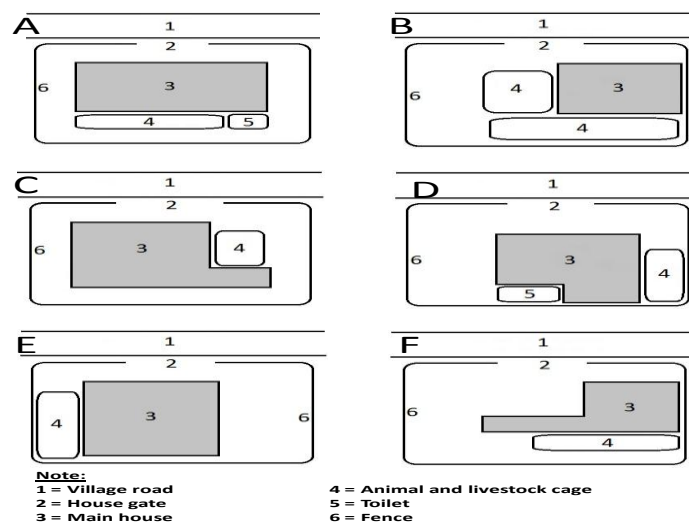 A
1
2
3
6
4
5
B
1
2
6
4
3
4
C
1
2
3
4
6
D
1
2
6
3
4
5
E
1
2
3
4
6
F
1
2
3
6
4
Note:
1 = Village road
2 = House gate
3 = Main house
4 = Animal and livestock cage
5 = Toilet
6 = Fence